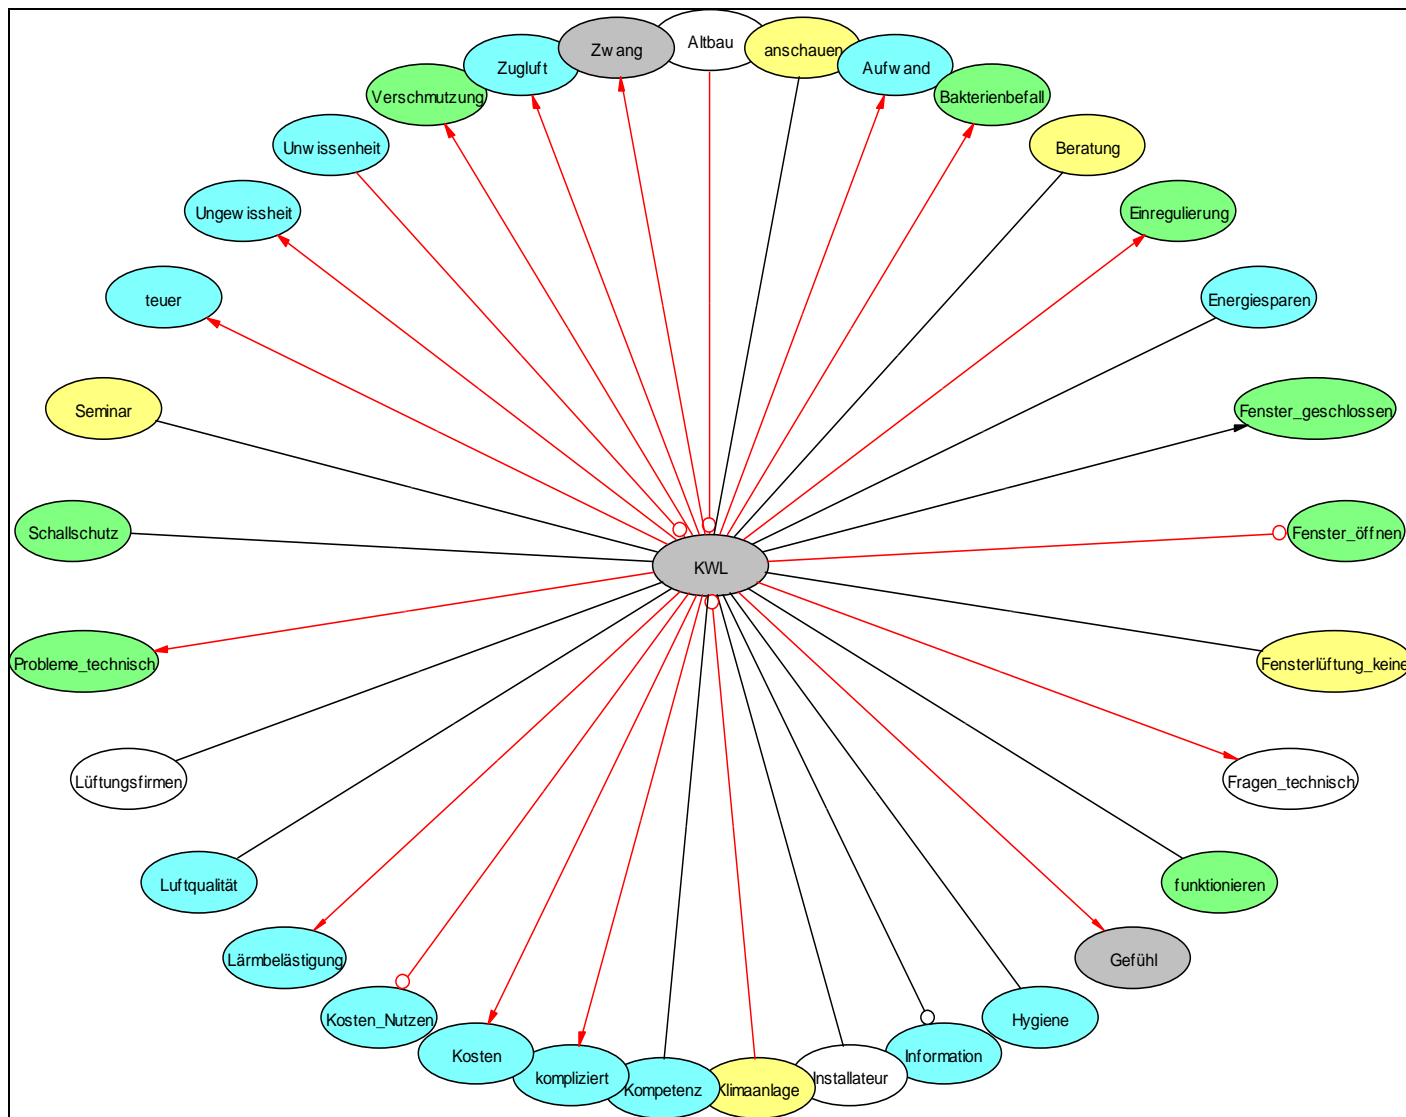 Altbau
Zwang
anschauen
Zugluft
Aufwand
Verschmutzung
Bakterienbefall
Unwissenheit
Beratung
Ungewissheit
Einregulierung
teuer
Energiesparen
Seminar
Fenster_geschlossen
Schallschutz
Fenster_öffnen
KWL
Probleme_technisch
Fensterlüftung_keine
Lüftungsfirmen
Fragen_technisch
Luftqualität
funktionieren
Lärmbelästigung
Gefühl
Kosten_Nutzen
Hygiene
Kosten
Information
kompliziert
Installateur
Kompetenz
Klimaanlage